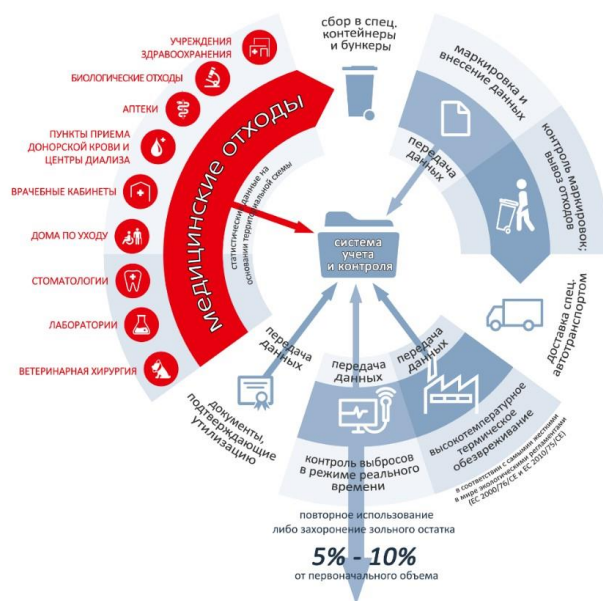 УЧРЕЖДЕНИЯ
ЗДРАВООХРАНЕНИЯ
БИОЛОГИЧЕСКИЕ ОТХОДЫ
АПТЕКИ
ПУНКТЫ ПРИЕМА
ДОНОРСКОЙ КРОВИ И
ЦЕНТРЫ ДИАЛИЗА
ВРАЧЕБНЫЕ КАБИНЕТЫ
ДОМА ПО УХОДУ
СТОМАТОЛОГИИ
ЛАБОРАТОРИИ
ВЕТЕРИНАРНАЯ ХИРУРГИЯ
МЕДИЦИНСКИЕ ОТХОДЫ
статистические данные на
основании территориальной схемы
сбор в спец.
контейнеры
и бункеры
маркировка и
внесение данных
передача
данных
контроль маркировок;
вывоз отходов
система
учета
и контроля
доставка спец.
автотранспортом
передача
данных
высокотемпературное
термическое
обезвреживание
в соответствии с самыми жесткими
в мире экологическими регламентами
(ЕС 2000/76/СЕ и ЕС 2010/75/СЕ)
передача
данных
контроль выбросов
в режиме реального
времени
передача
данных
документы,
подтверждающие
утилизацию
повторное использование
либо захоронение зольного остатка
5% - 10%
от первоначального объема